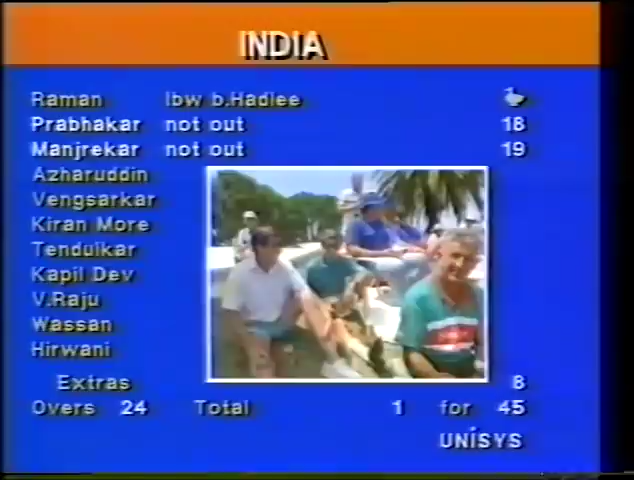 INDIA
Raman lbw b.Hadlee
Prabhakar not out 18
Manjrekar not out 19
Azharuddin
Vengsarkar
Kiran More
Tendulkar
Kapil Dev
V.Raju
Wassan
Hirwani
Extras 8
Overs 24 Total 1 for 45
UNISYS